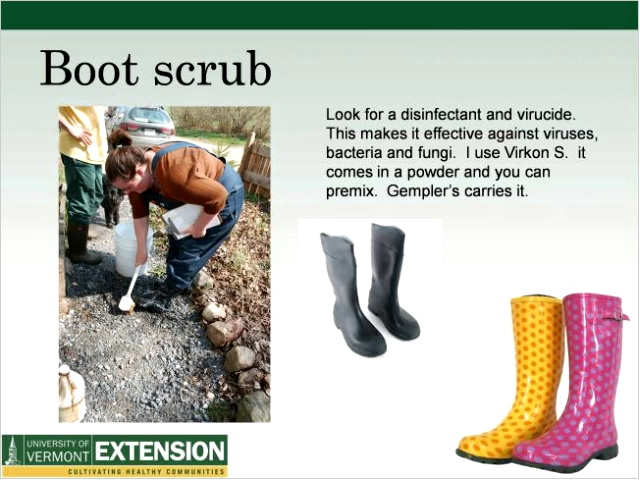 Boot scrub
Look for a disinfectant and virucide.
This makes it effective against viruses,
bacteria and fungi.  I use Virkon S.  it
comes in a powder and you can
premix.  Gempler's carries it.
UNIVERSITY OF
VERMONT
EXTENSION
CULTIVATING HEALTHY COMMUNITIES